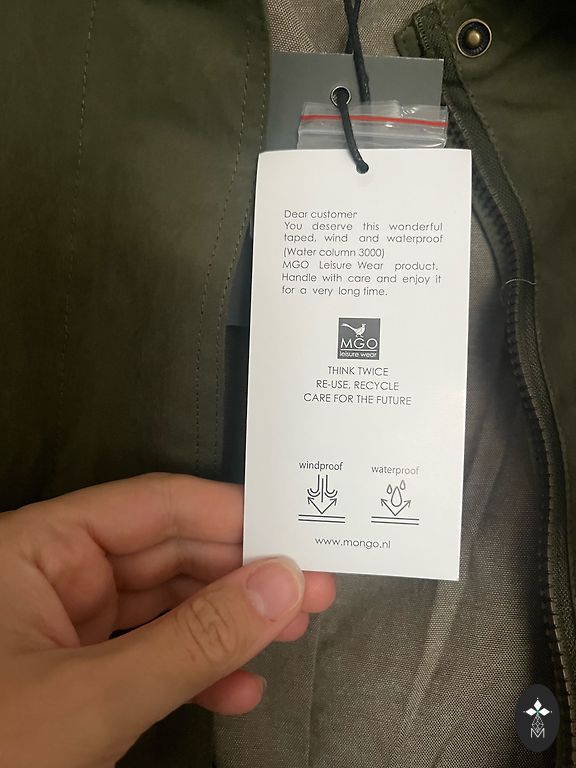 Dear customer
You deserve this wonderful
taped, wind and waterproof
(Water column 3000)
MGO Leisure Wear product.
Handle with care and enjoy it
for a very long time.
MGO
leisure wear
THINK TWICE
RE-USE, RECYCLE
CARE FOR THE FUTURE
windproof waterproof
www.mongo.nl
M